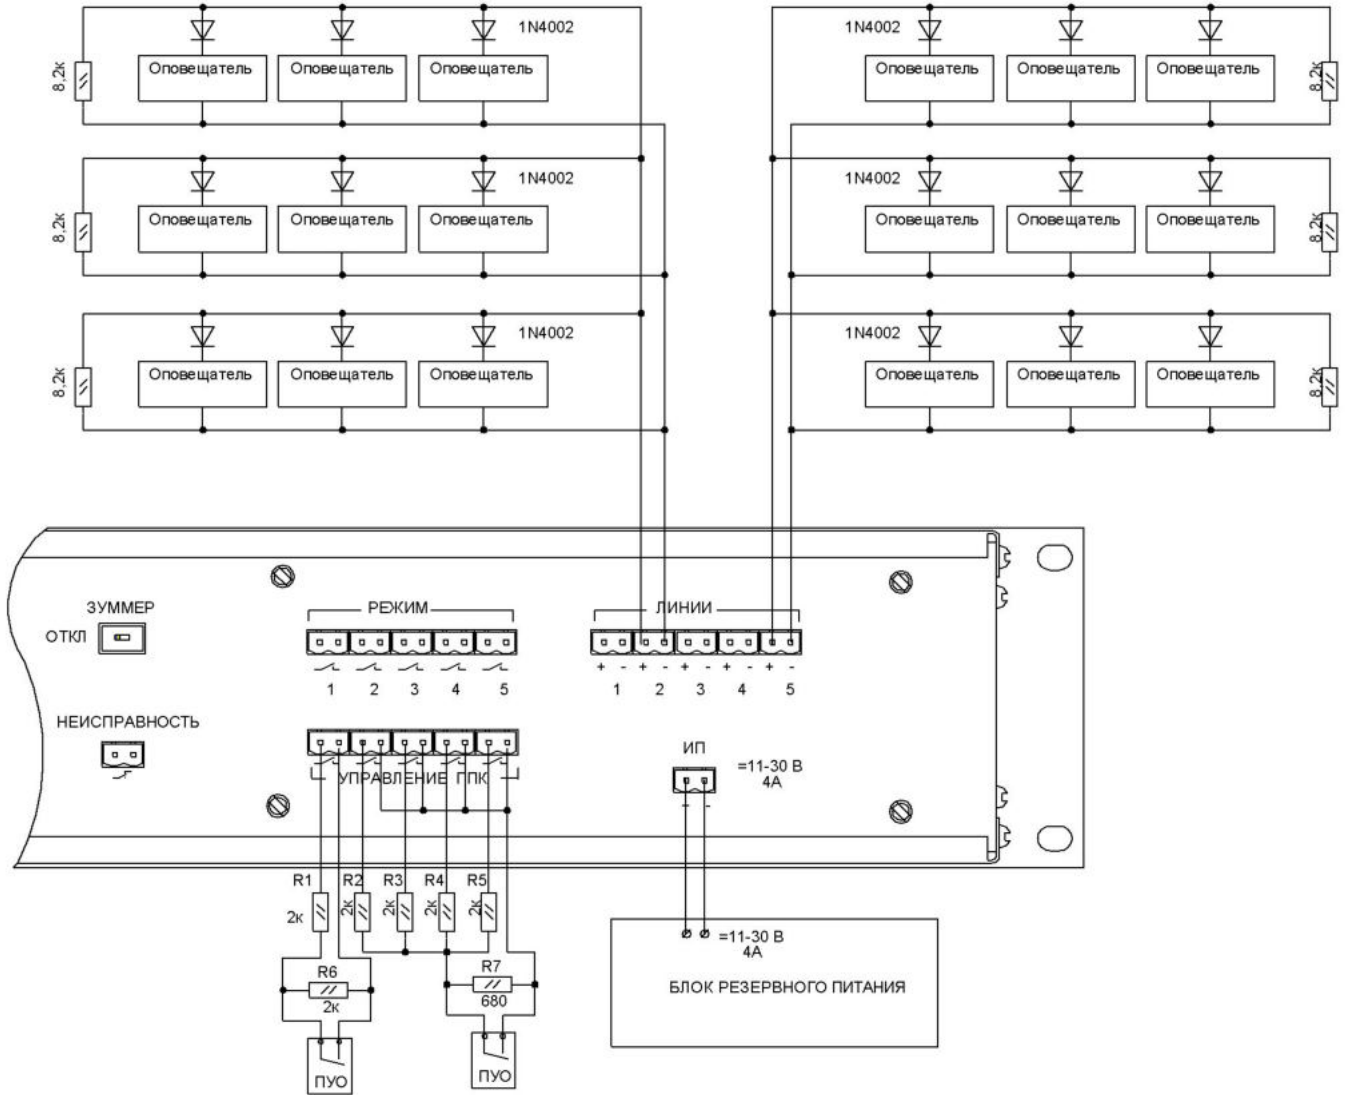 1N4002 1N4002
8,2к Оповещатель Оповещатель Оповещатель Оповещатель Оповещатель Оповещатель 8,2к
1N4002 1N4002
8,2к Оповещатель Оповещатель Оповещатель Оповещатель Оповещатель Оповещатель 8,2к
1N4002 1N4002
8,2к Оповещатель Оповещатель Оповещатель Оповещатель Оповещатель Оповещатель 8,2к
ЗУММЕР РЕЖИМ ЛИНИИ
ОТКЛ
+ - + - + - + - + -
1 2 3 4 5 1 2 3 4 5
НЕИСПРАВНОСТЬ
ИП
=11-30 В
4А
УПРАВЛЕНИЕ ППК
R1 R2 R3 R4 R5
2к 2к 2к 2к 2к
=11-30 В
4А
R6 R7
2к 680
БЛОК РЕЗЕРВНОГО ПИТАНИЯ
ПУО ПУО